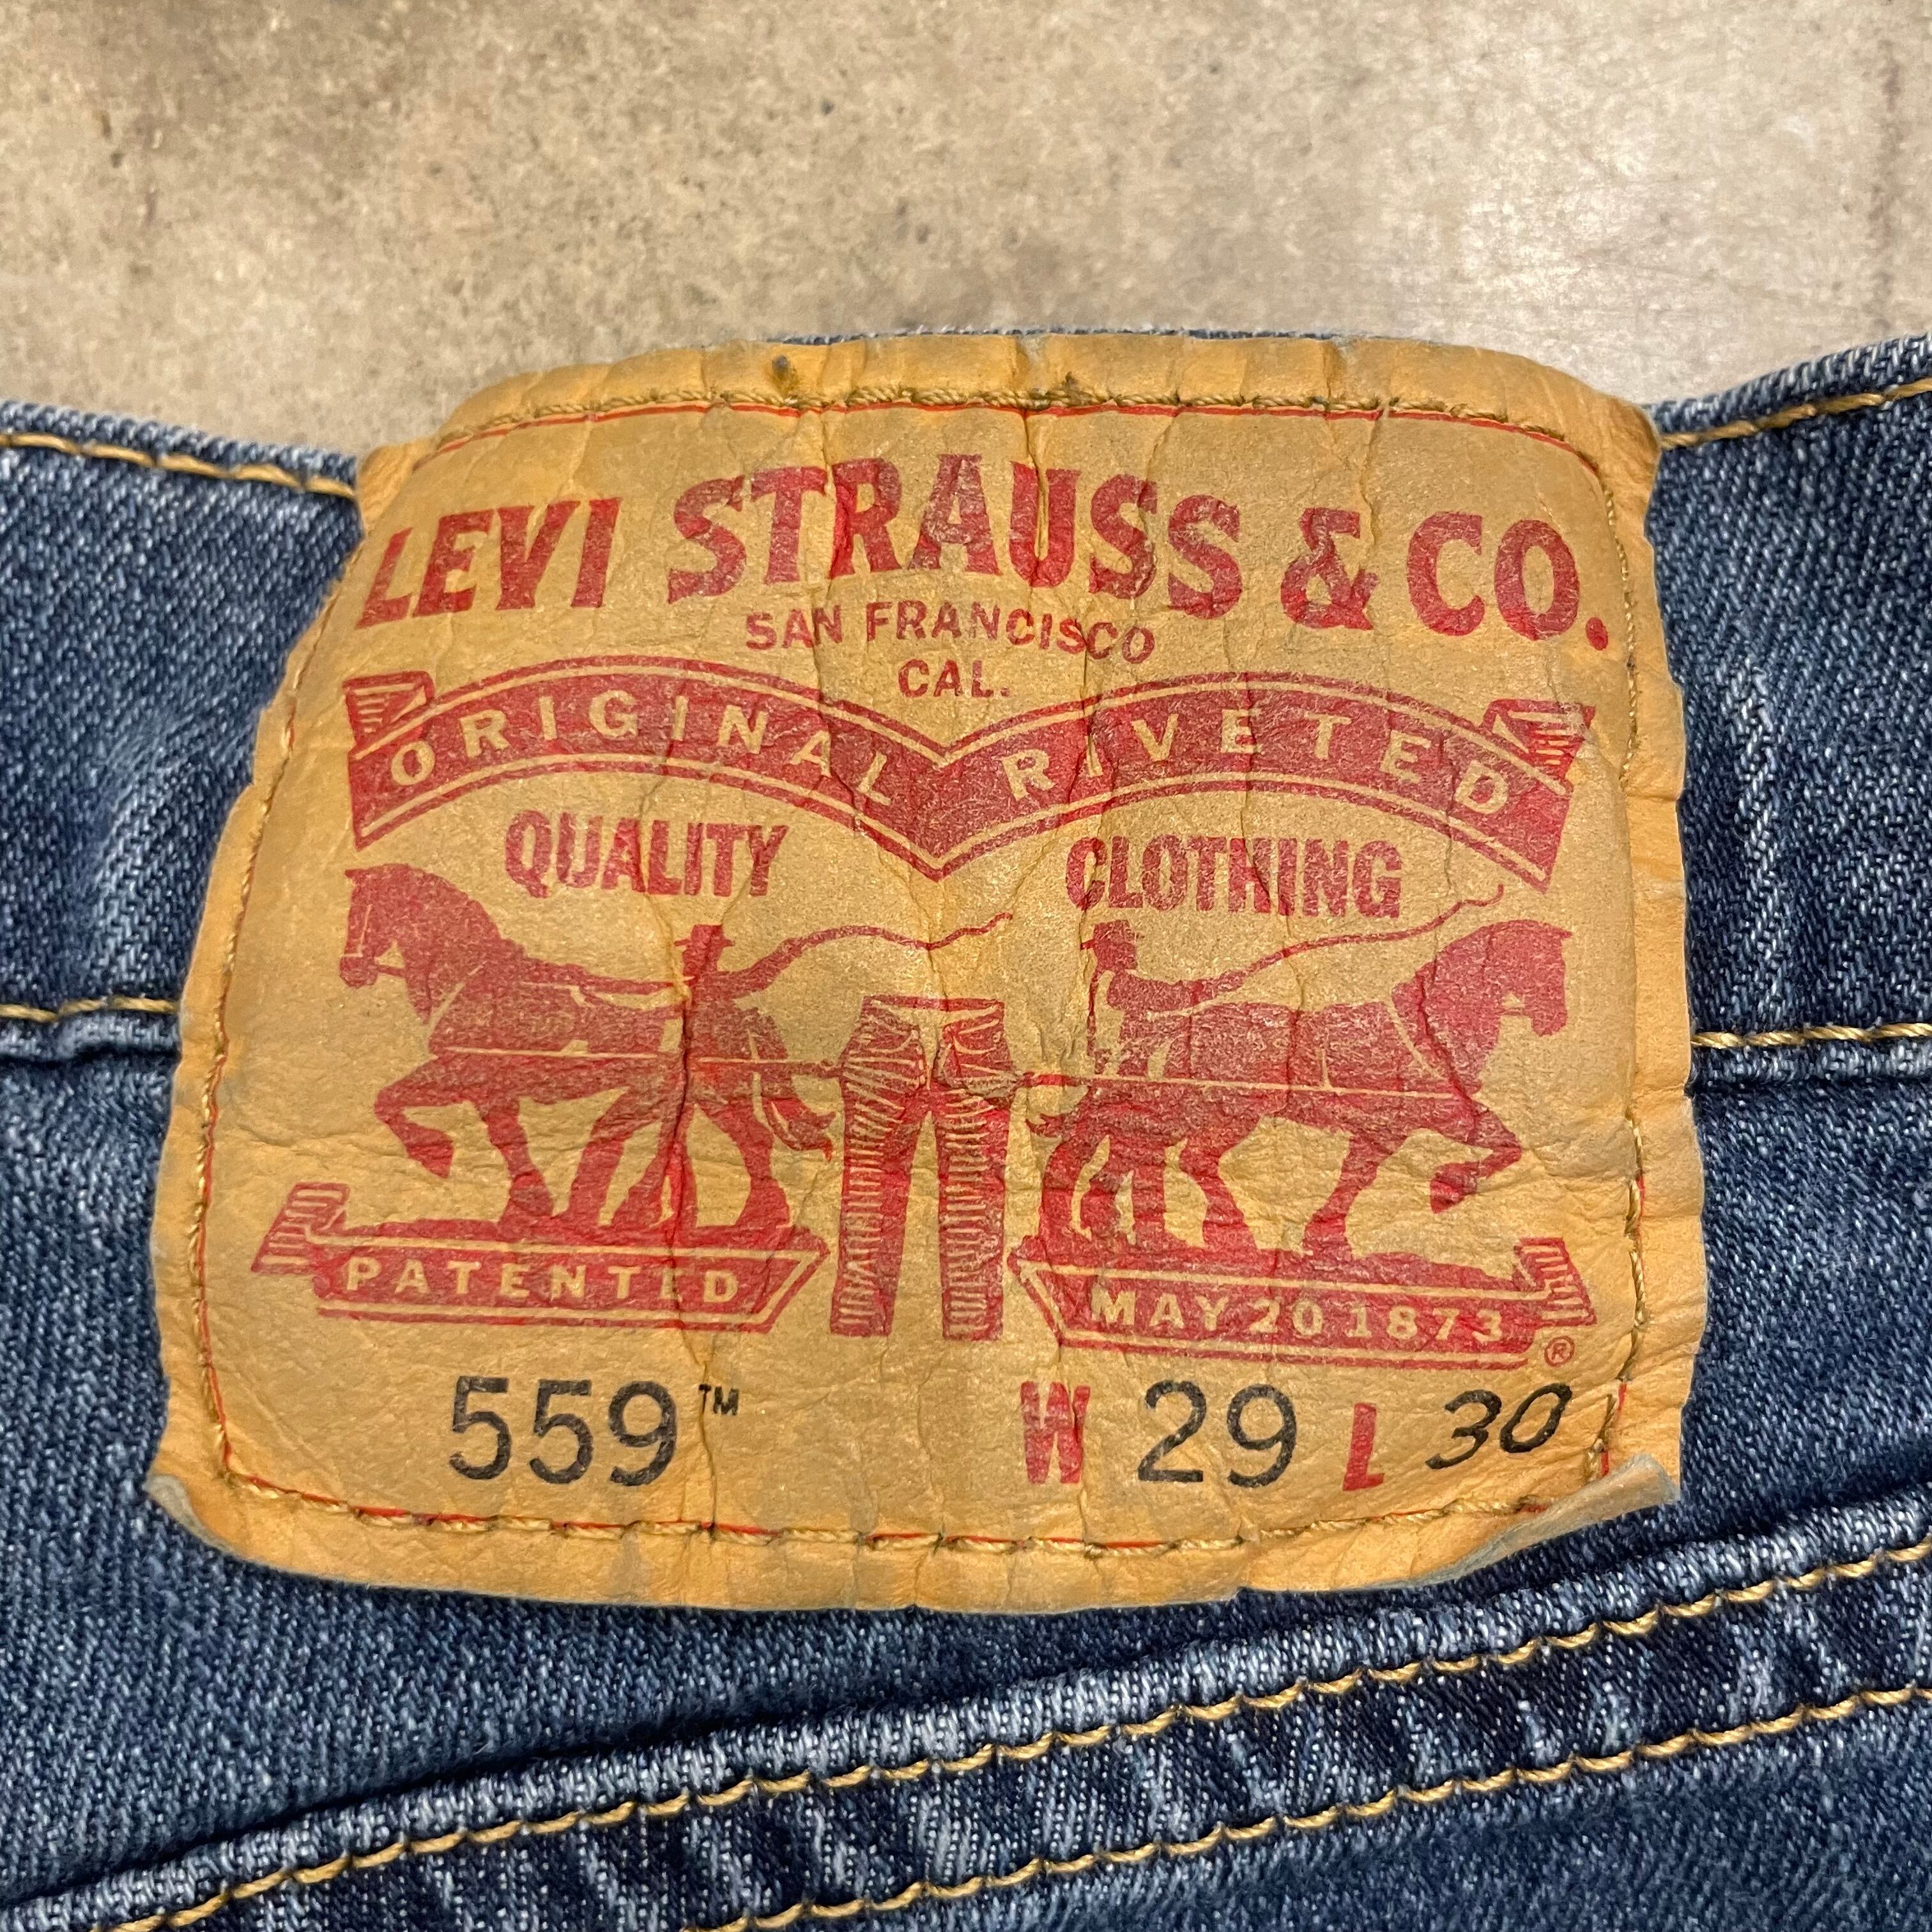 LEVI STRAUSS & CO.
SAN FRANCISCO
CAL.
ORIGINAL RIVETED
QUALITY CLOTHING
PATENTED MAY 20 1873 ®
559™ W 29 L 30